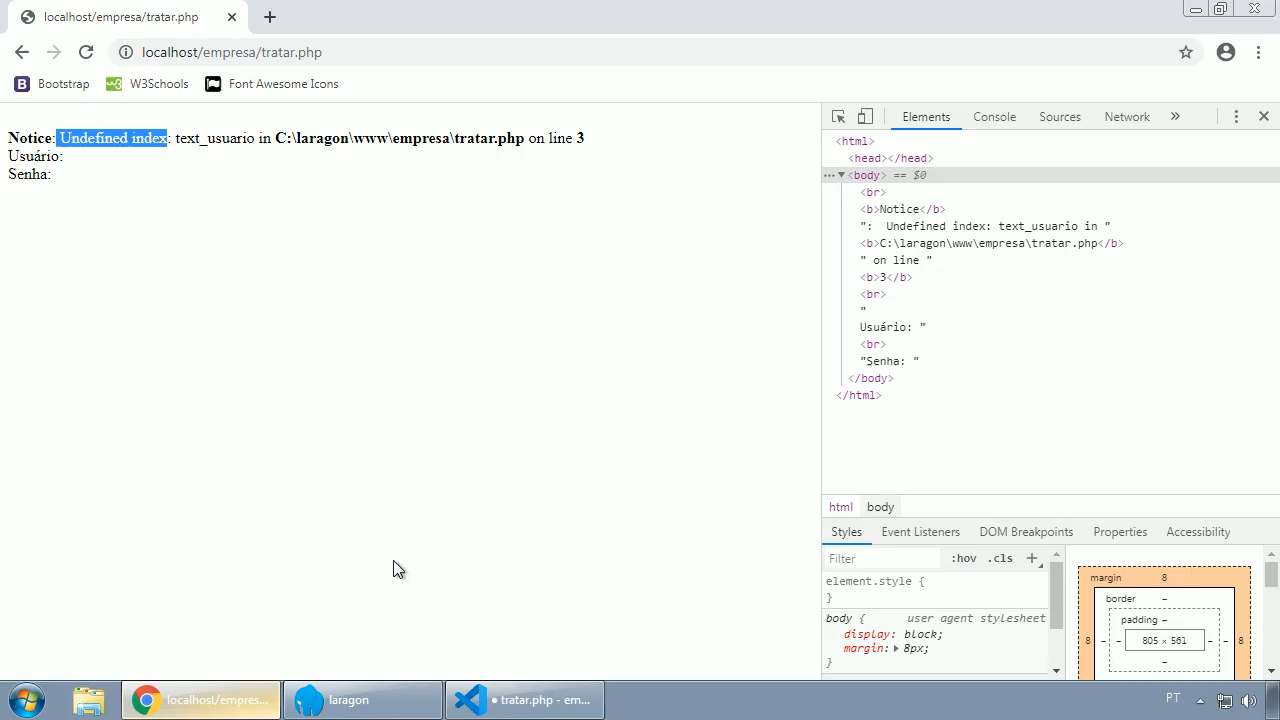 localhost/empresa/tratar.php
localhost/empresa/tratar.php
Bootstrap W3Schools Font Awesome Icons
Notice: Undefined index: text_usuario in C:\laragon\www\empresa\tratar.php on line 3
Usuário:
Senha:
Elements Console Sources Network »
<html>
<head></head>
<body> == $0
<br>
<b>Notice</b>
":  Undefined index: text_usuario in "
<b>C:\laragon\www\empresa\tratar.php</b>
" on line "
<b>3</b>
<br>
"
Usuário: "
<br>
"Senha: "
</body>
</html>
html body
Styles Event Listeners DOM Breakpoints Properties Accessibility
Filter :hov .cls +
element.style {
}
body { user agent stylesheet
display: block;
margin: 8px;
}
margin 8
border –
padding –
8 – – 805 × 561 – – 8
–
localhost/empres... laragon • tratar.php - em... PT